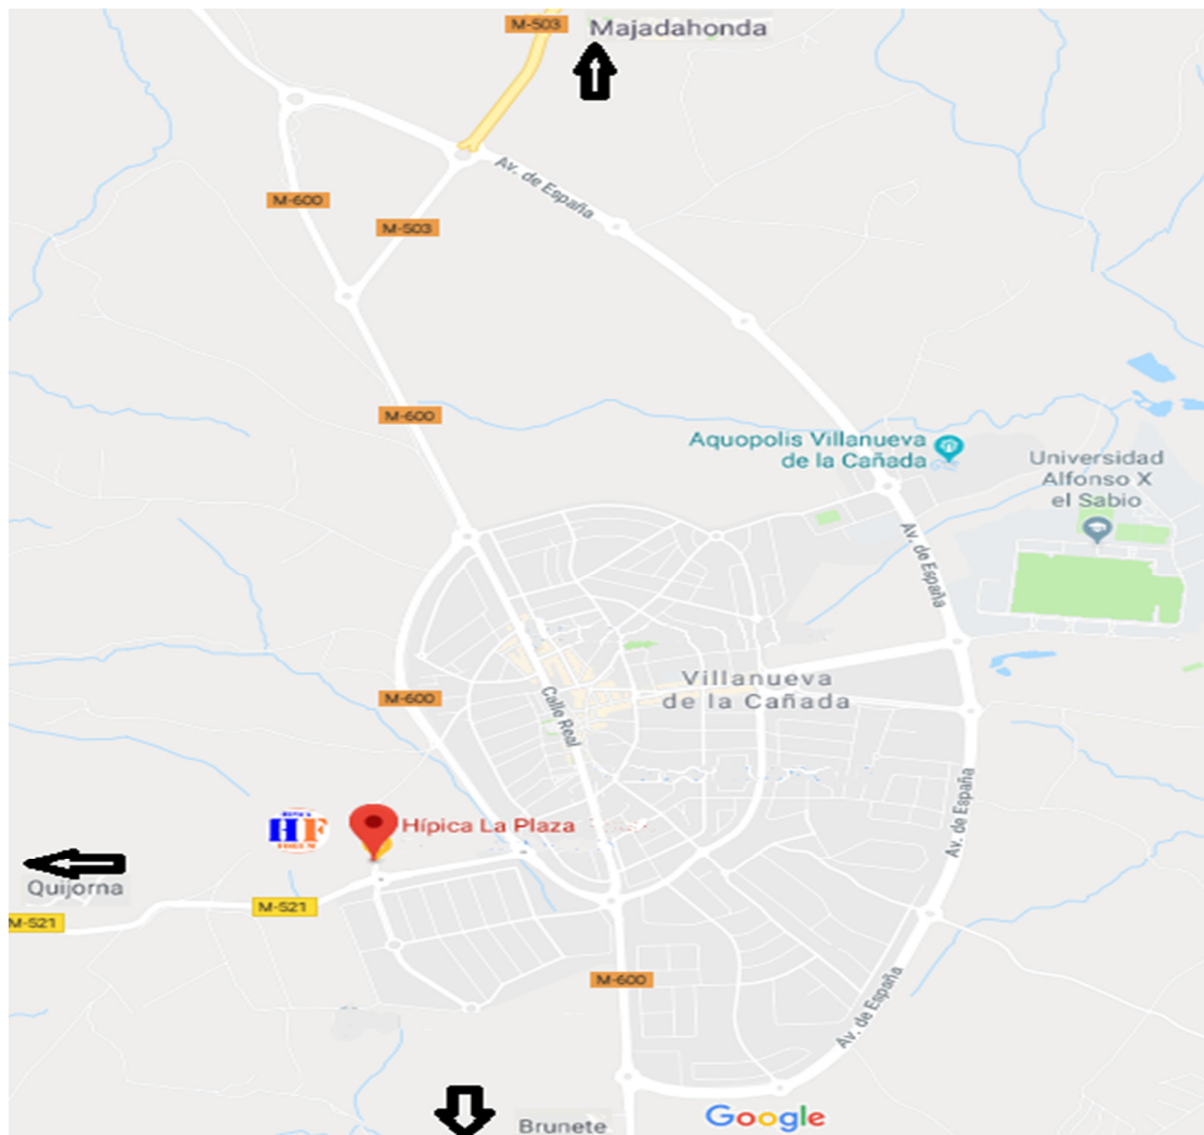 M-503
Majadahonda
Av. de España
M-600
M-503
M-600
Aquopolis Villanueva
de la Cañada
Universidad
Alfonso X
el Sabio
Av. de España
Villanueva
de la Cañada
M-600
Calle Real
Av. de España
HF
Hípica La Plaza
Quijorna
M-521
M-521
M-600
Av. de España
Brunete
Google